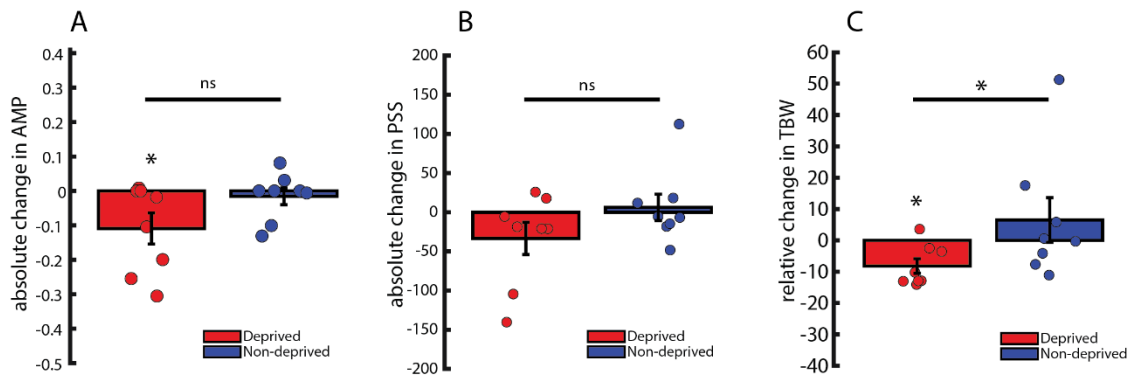 A
absolute change in AMP
0.4
0.3
0.2
0.1
0
-0.1
-0.2
-0.3
-0.4
-0.5
ns
*
Deprived
Non-deprived
B
absolute change in PSS
200
150
100
50
0
-50
-100
-150
-200
ns
Deprived
Non-deprived
C
relative change in TBW
60
50
40
30
20
10
0
-10
-20
-30
-40
*
*
Deprived
Non-deprived